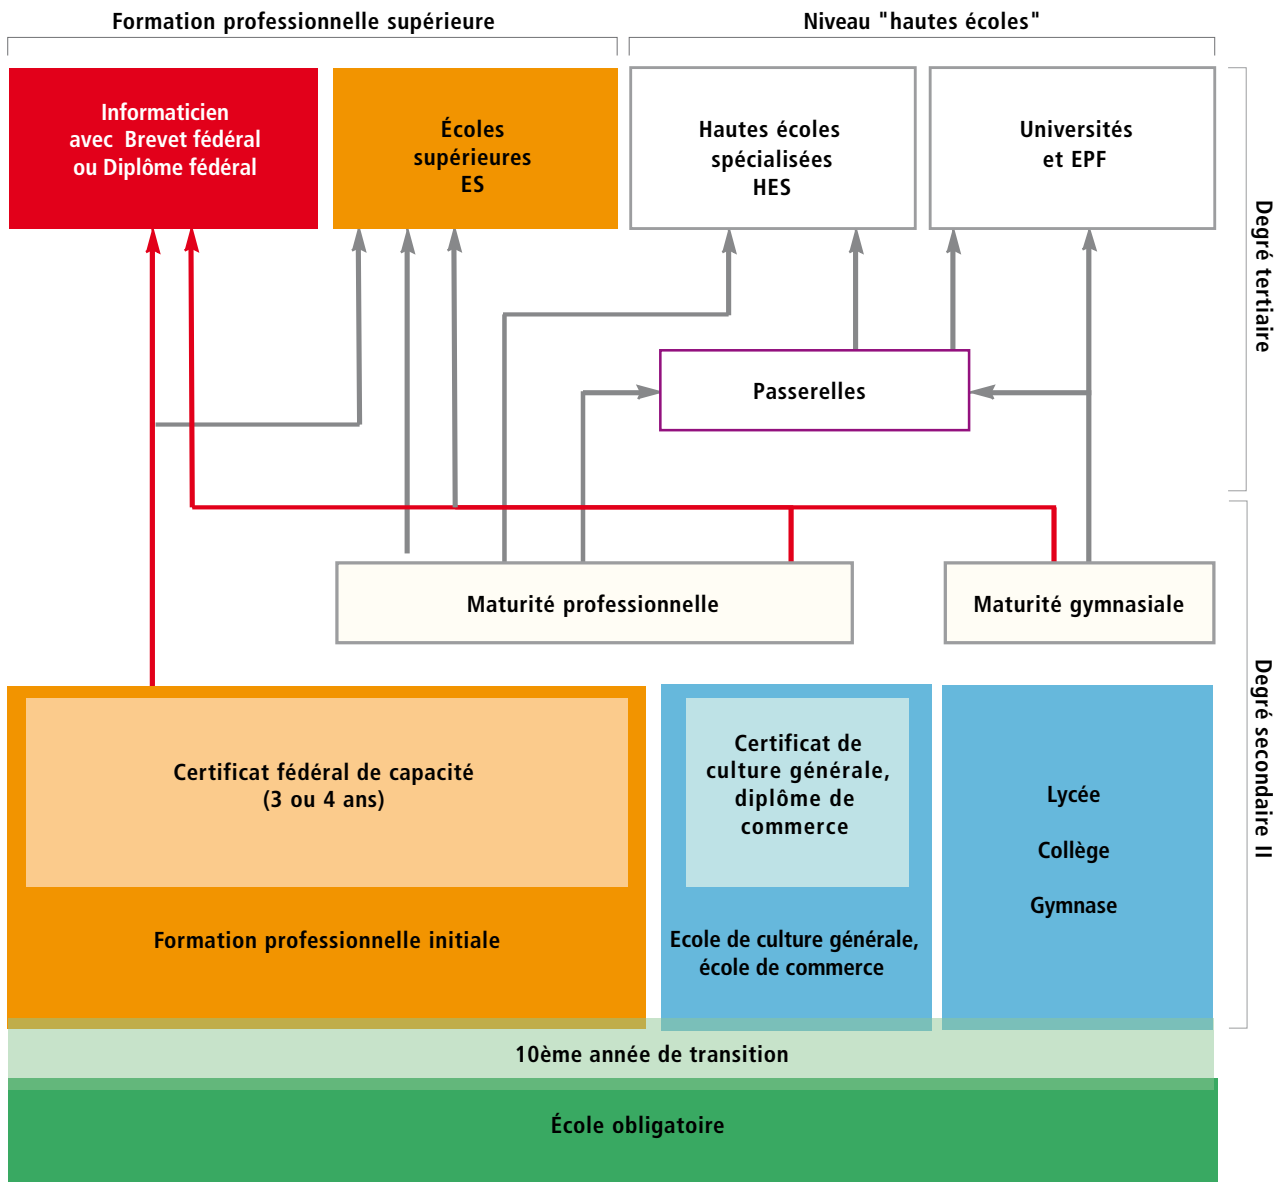 Formation professionnelle supérieure
Niveau "hautes écoles"
Informaticien
avec Brevet fédéral
ou Diplôme fédéral
Écoles
supérieures
ES
Hautes écoles
spécialisées
HES
Universités
et EPF
Degré tertiaire
Passerelles
Maturité professionnelle
Maturité gymnasiale
Degré secondaire II
Certificat fédéral de capacité
(3 ou 4 ans)
Formation professionnelle initiale
Certificat de
culture générale,
diplôme de
commerce
Ecole de culture générale,
école de commerce
Lycée
Collège
Gymnase
10ème année de transition
École obligatoire